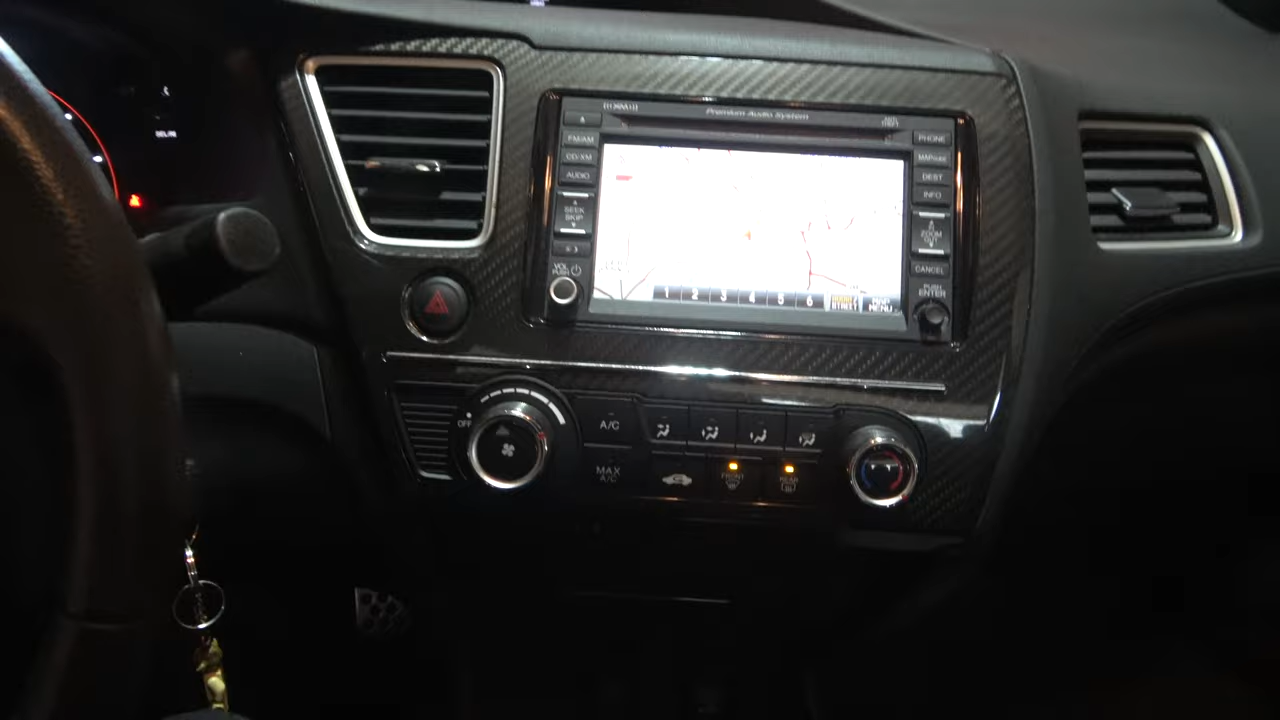 Premium Audio System
FM/AM
CD/XM
AUDIO
SEEK
SKIP
VOL
PUSH
PHONE
DEST
INFO
ZOOM
CANCEL
PUSH
ENTER
1 2 3 4 5 6
STREET
MAP
MENU
OFF
A/C
MAX
A/C
FRONT
REAR